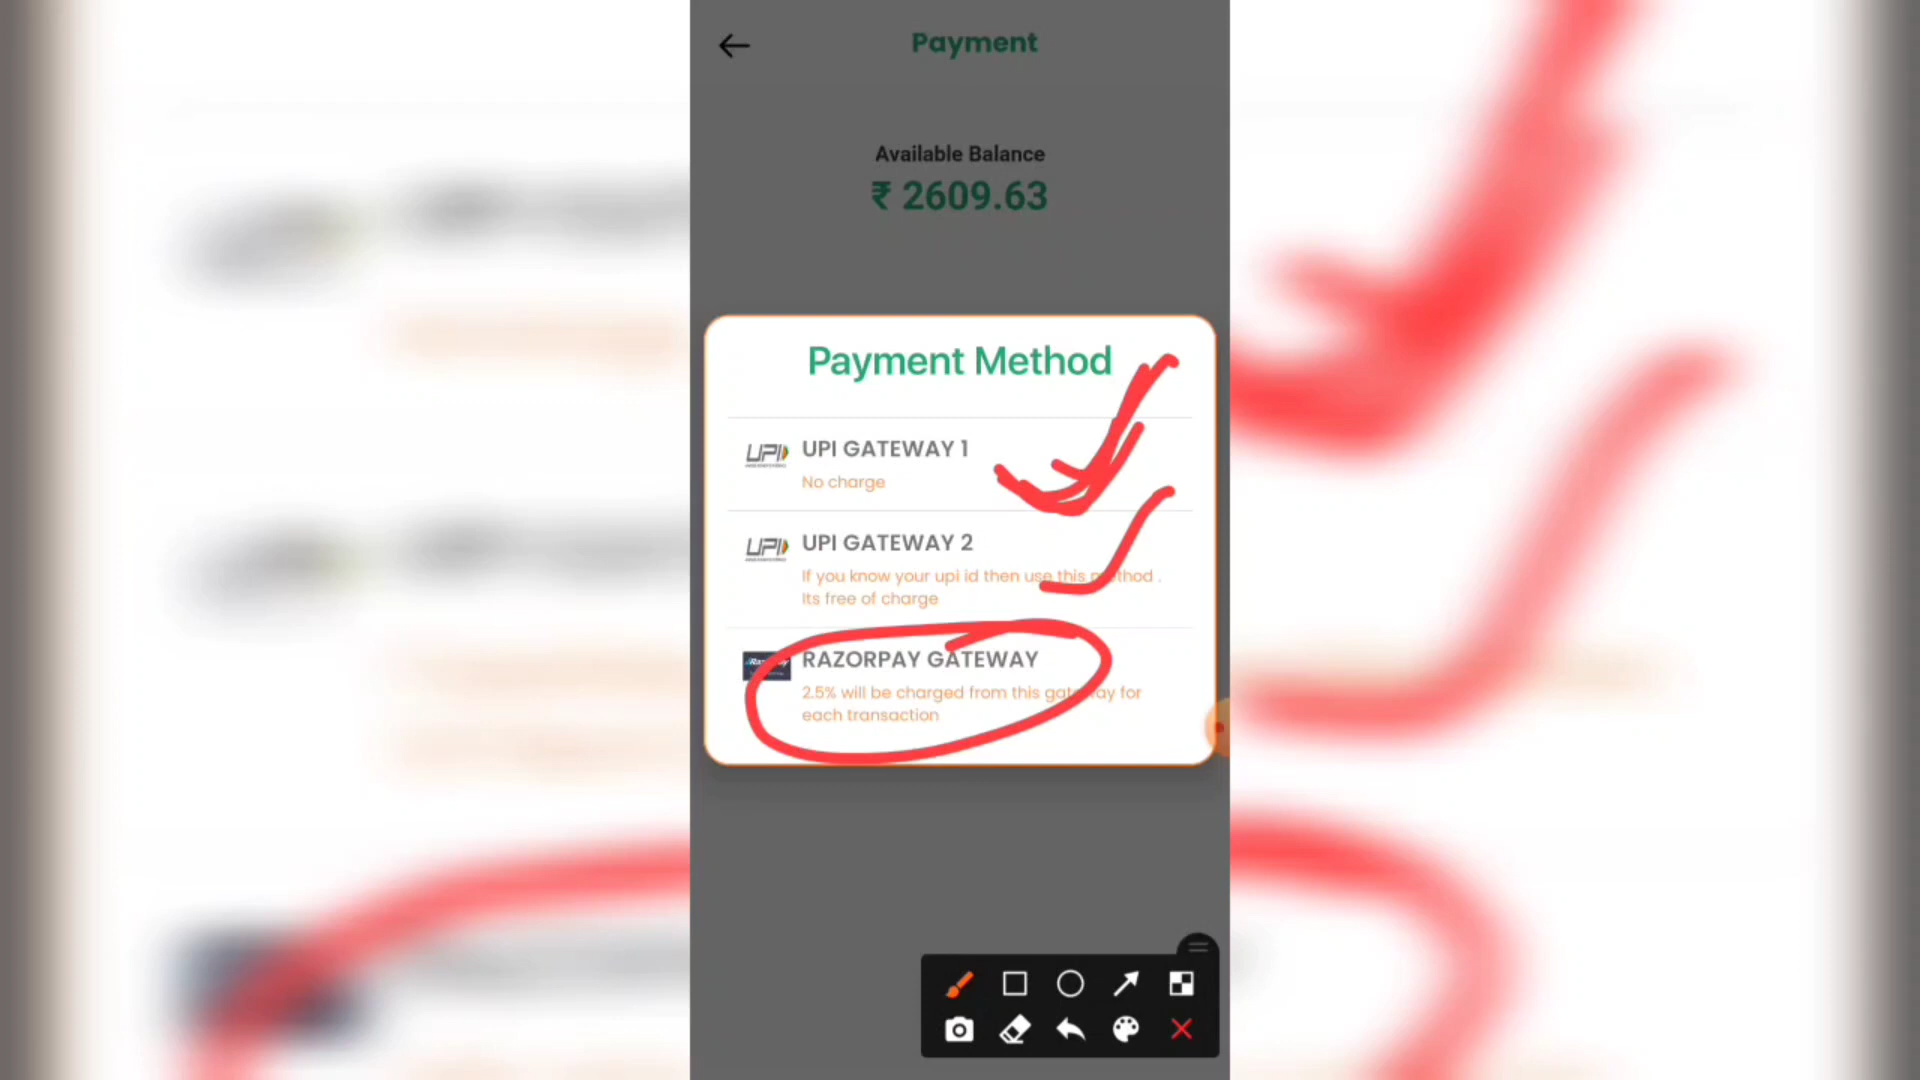 Payment
Available Balance
₹ 2609.63
Payment Method
UPI UPI GATEWAY 1
No charge
UPI UPI GATEWAY 2
If you know your upi id then use this method .
Its free of charge
RAZORPAY GATEWAY
2.5% will be charged from this gateway for
each transaction